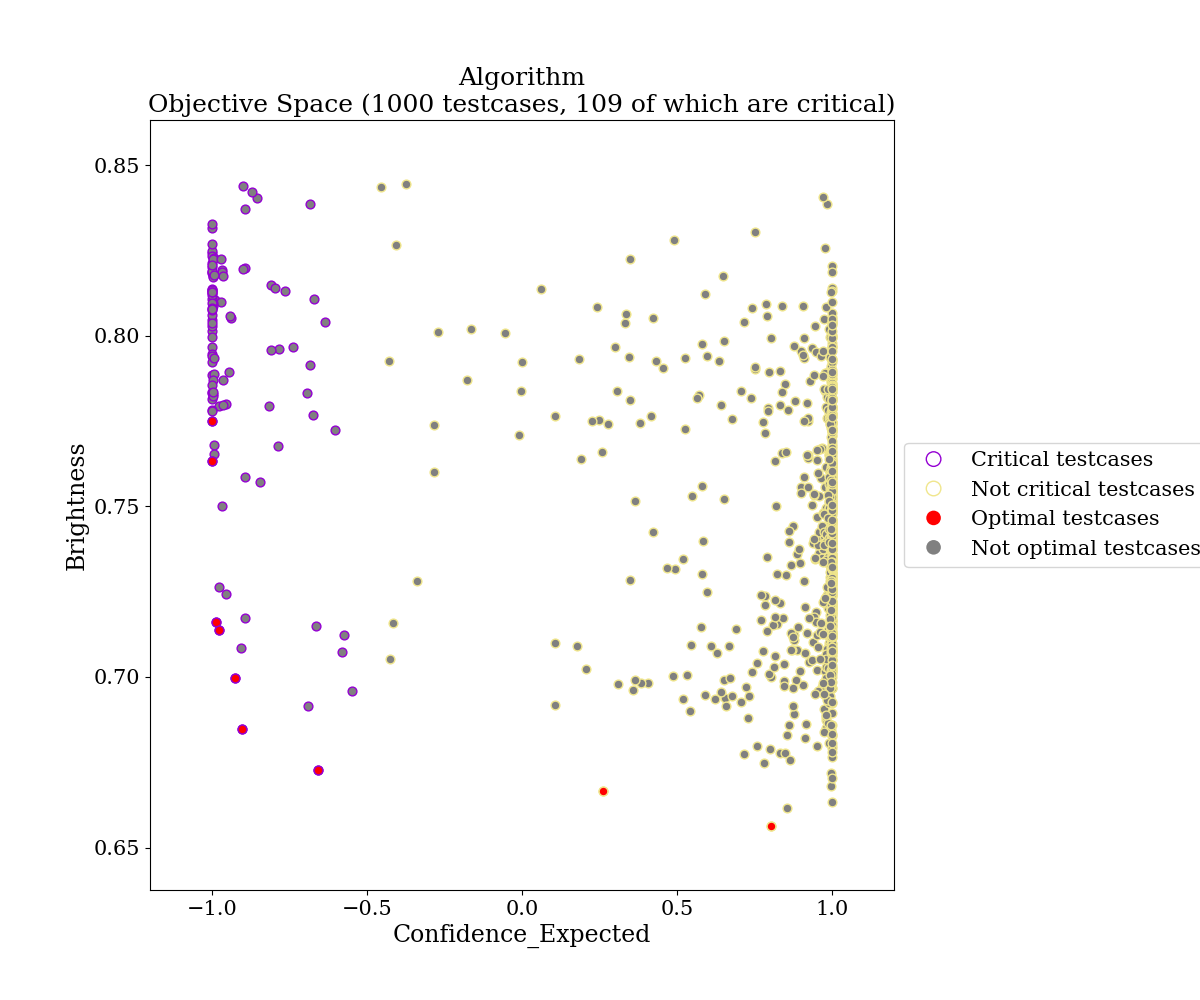 Algorithm
Objective Space (1000 testcases, 109 of which are critical)
0.85
0.80
0.75
0.70
0.65
Brightness
−1.0
−0.5
0.0
0.5
1.0
Confidence_Expected
Critical testcases
Not critical testcases
Optimal testcases
Not optimal testcases